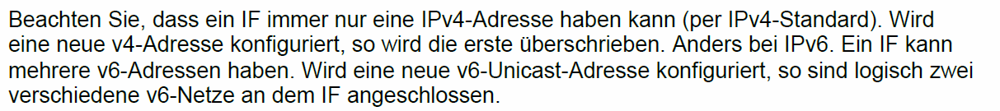 Beachten Sie, dass ein IF immer nur eine IPv4-Adresse haben kann (per IPv4-Standard). Wird
eine neue v4-Adresse konfiguriert, so wird die erste überschrieben. Anders bei IPv6. Ein IF kann
mehrere v6-Adressen haben. Wird eine neue v6-Unicast-Adresse konfiguriert, so sind logisch zwei
verschiedene v6-Netze an dem IF angeschlossen.